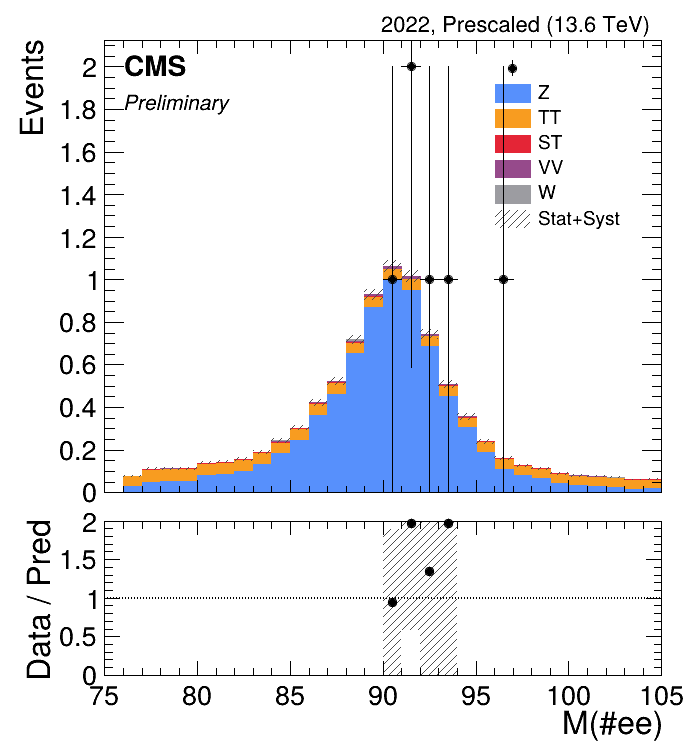 2022, Prescaled (13.6 TeV)
CMS
Preliminary
Events
2
1.8
1.6
1.4
1.2
1
0.8
0.6
0.4
0.2
0
Z
TT
ST
VV
W
Stat+Syst
Data / Pred
2
1.5
1
0.5
0
75 80 85 90 95 100 105
M(#ee)